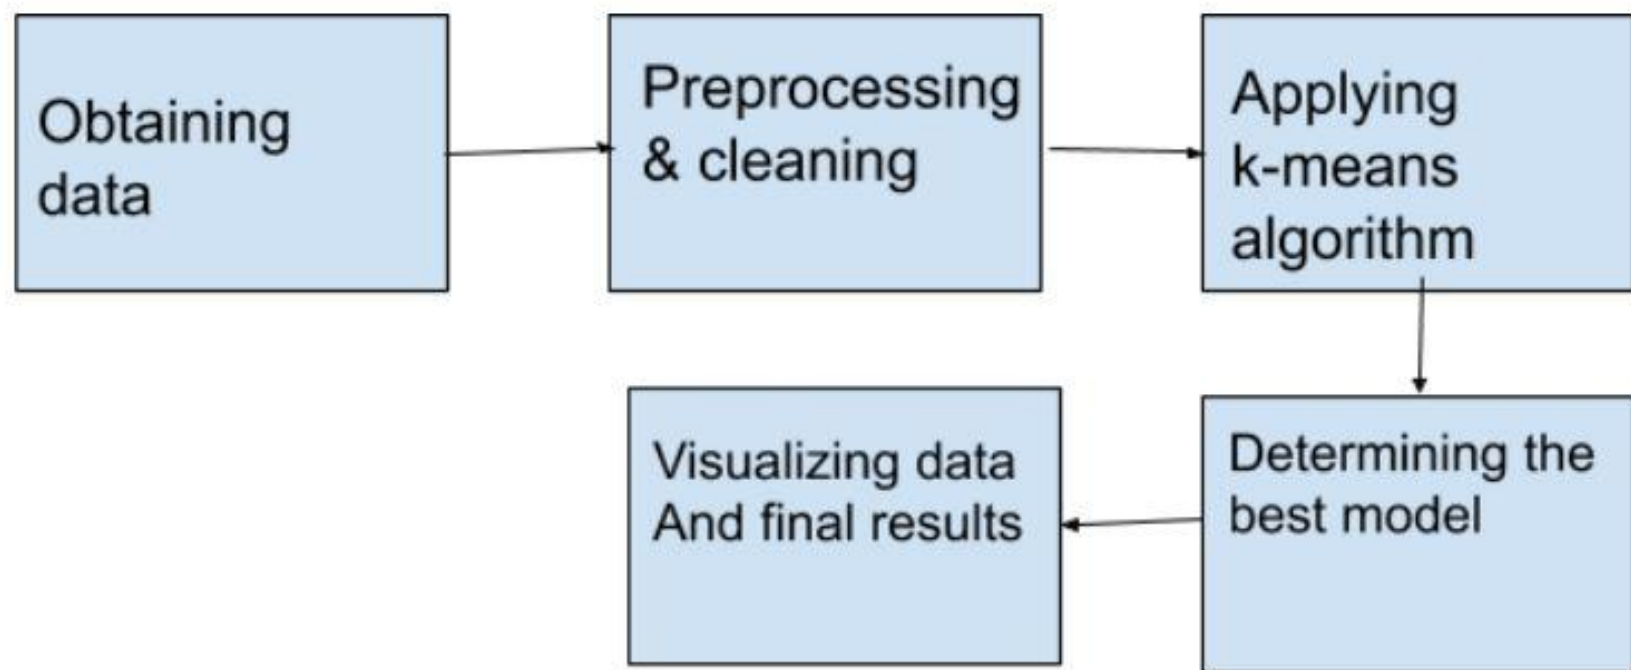 Obtaining
data
Preprocessing
& cleaning
Applying
k-means
algorithm
Determining the
best model
Visualizing data
And final results